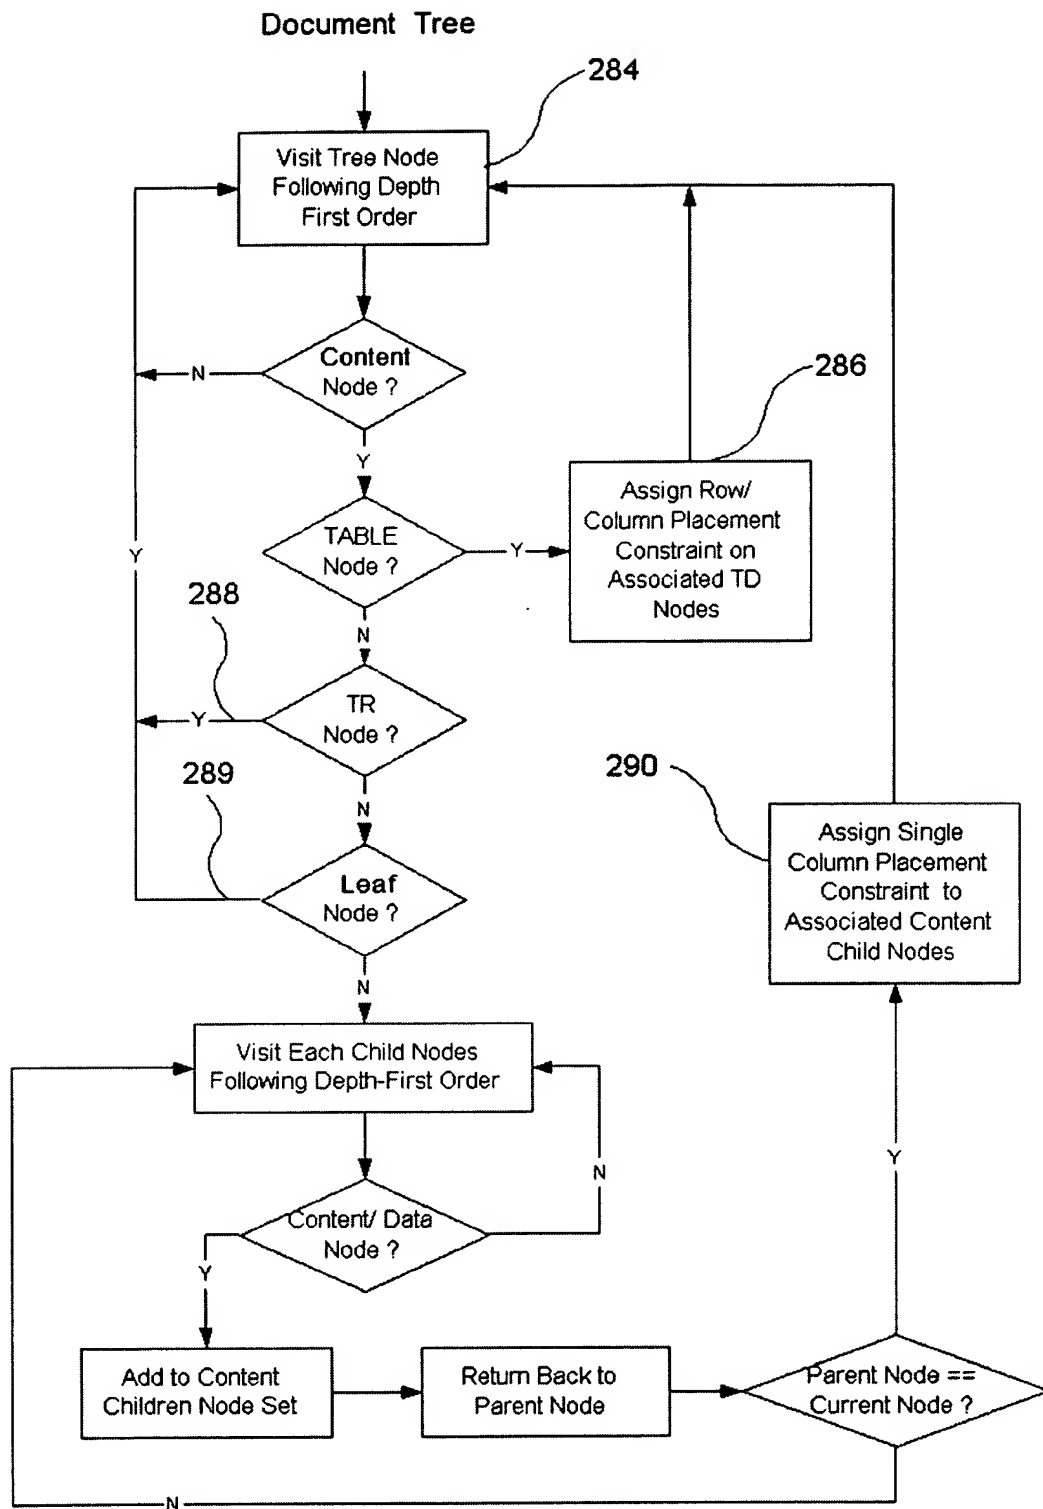 Document Tree
284
Visit Tree Node
Following Depth
First Order
Content
Node ?
N
Y
286
Assign Row/
Column Placement
Constraint on
Associated TD
Nodes
TABLE
Node ?
Y
Y
288
N
TR
Node ?
Y
289
N
290
Assign Single
Column Placement
Constraint to
Associated Content
Child Nodes
Leaf
Node ?
N
Visit Each Child Nodes
Following Depth-First Order
Y
N
Content/ Data
Node ?
Y
Add to Content
Children Node Set
Return Back to
Parent Node
Parent Node ==
Current Node ?
N